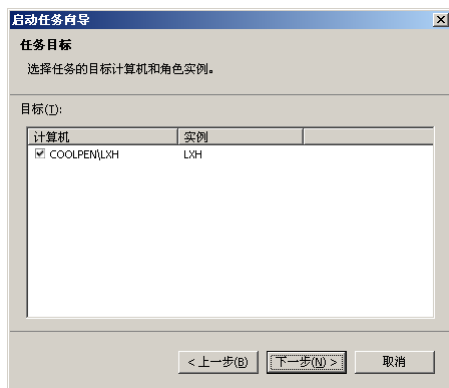 启动任务向导
任务目标
选择任务的目标计算机和角色实例。
目标(T):
计算机 实例
COOLPEN\LXH LXH
< 上一步(B) 下一步(N) > 取消